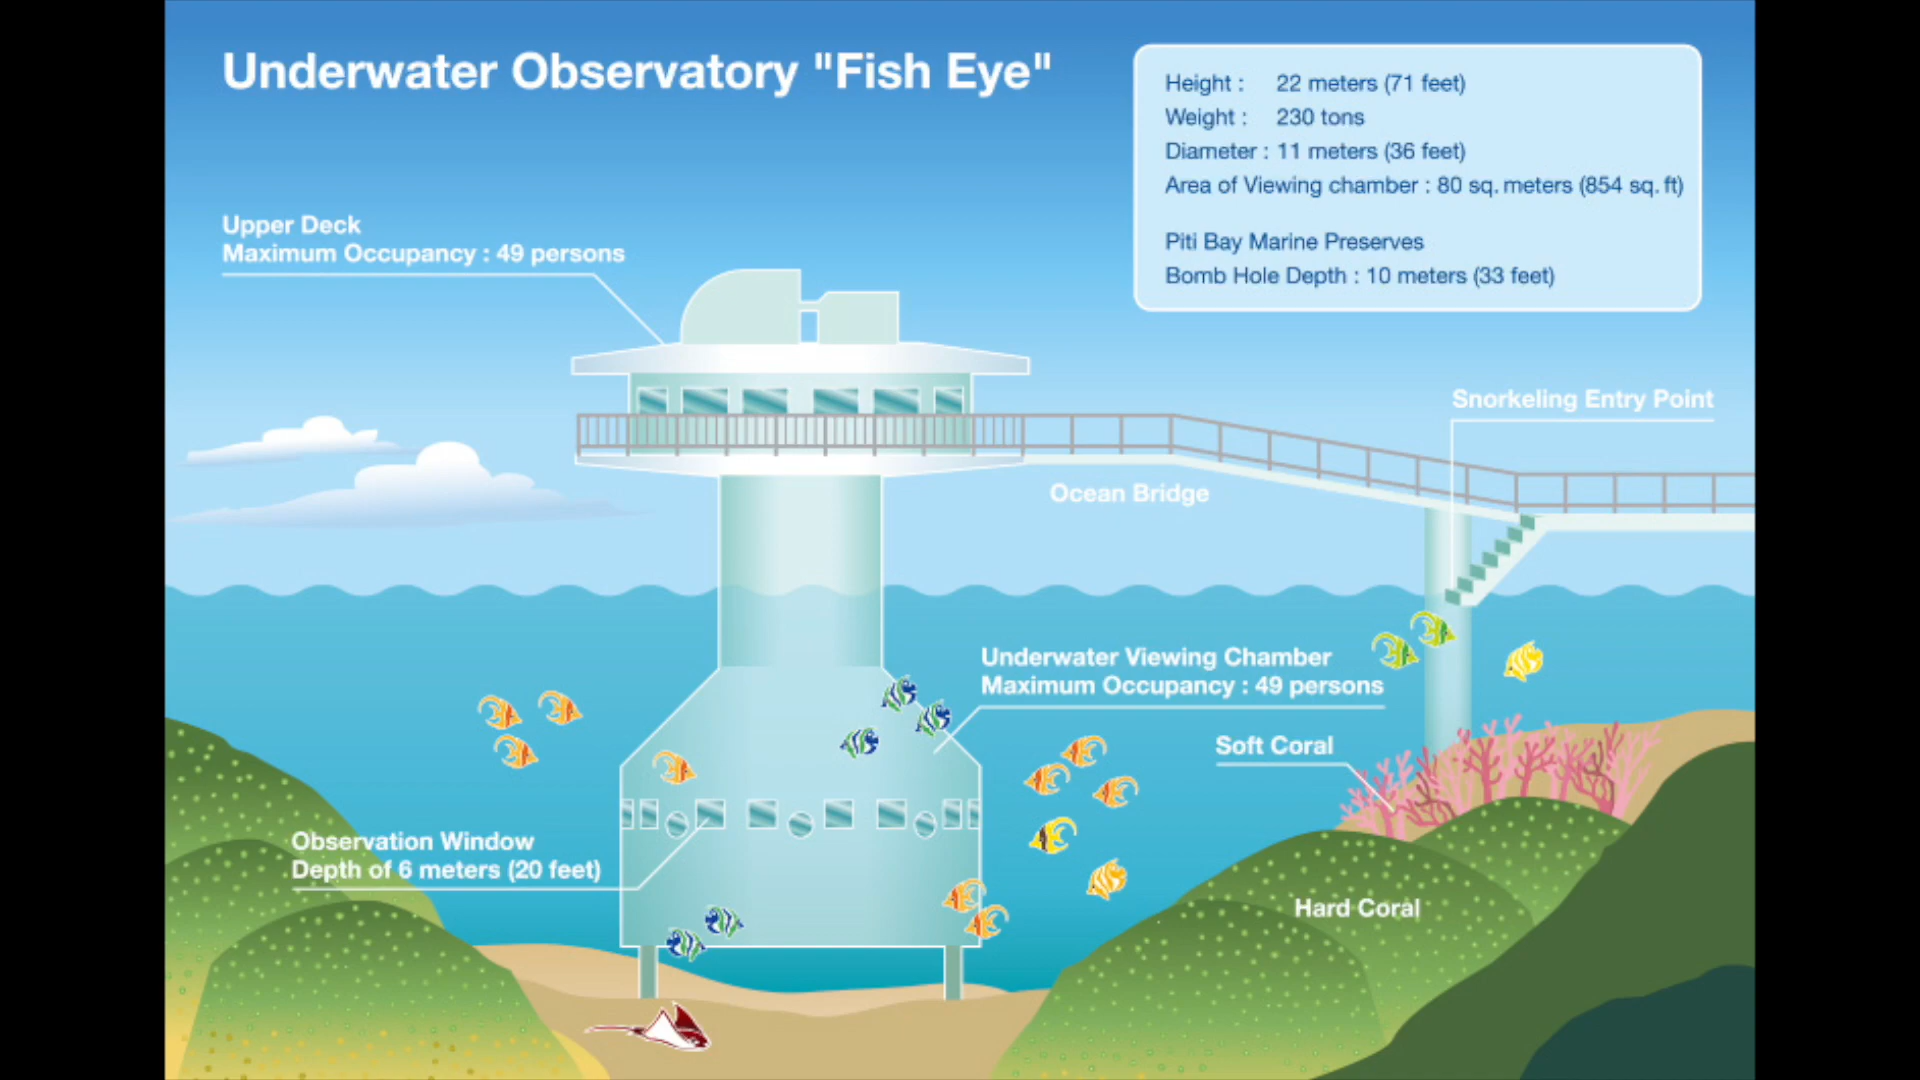 Underwater Observatory "Fish Eye"
Height : 22 meters (71 feet)
Weight : 230 tons
Diameter : 11 meters (36 feet)
Area of Viewing chamber : 80 sq. meters (854 sq. ft)
Piti Bay Marine Preserves
Bomb Hole Depth : 10 meters (33 feet)
Upper Deck
Maximum Occupancy : 49 persons
Snorkeling Entry Point
Ocean Bridge
Underwater Viewing Chamber
Maximum Occupancy : 49 persons
Soft Coral
Observation Window
Depth of 6 meters (20 feet)
Hard Coral